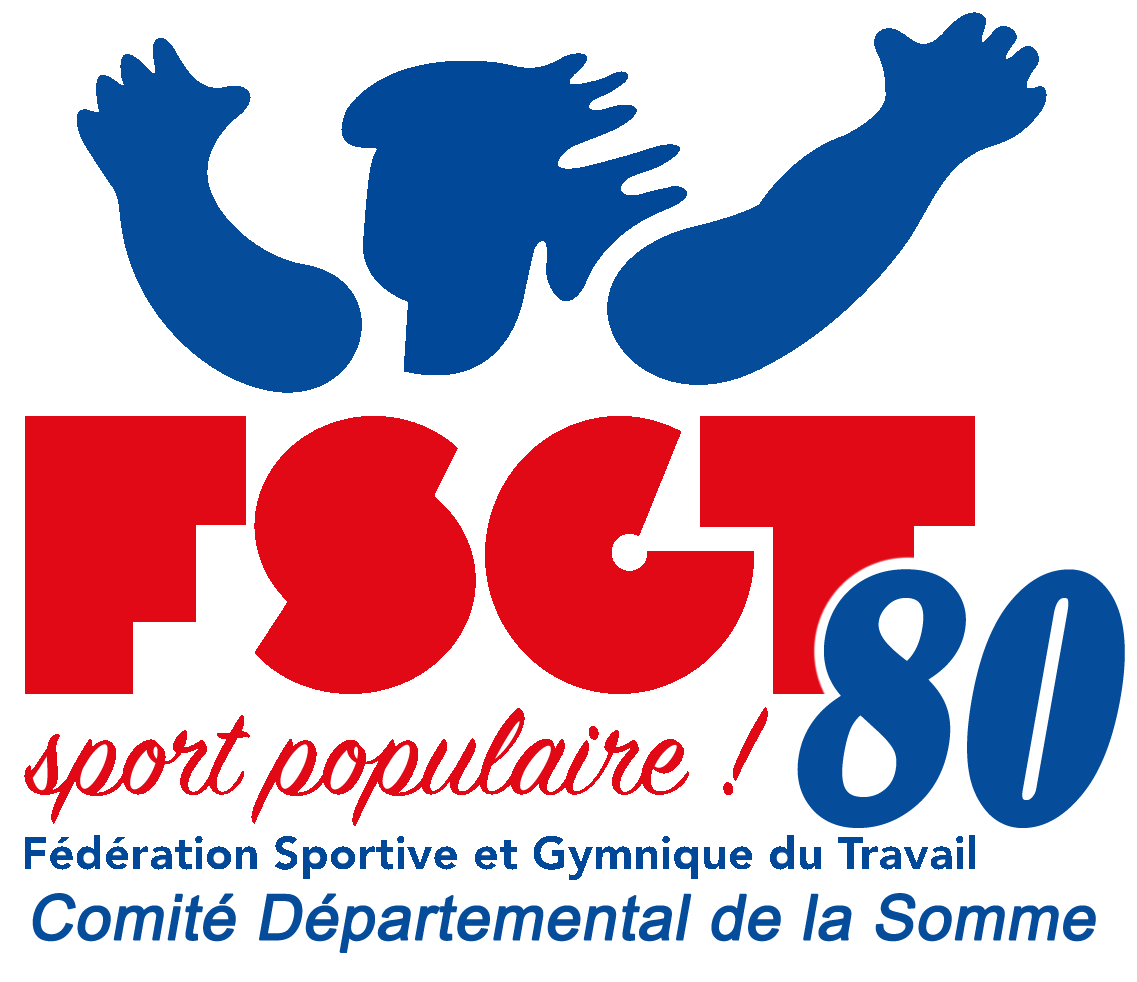 FSGT 80
sport populaire !
Fédération Sportive et Gymnique du Travail
Comité Départemental de la Somme